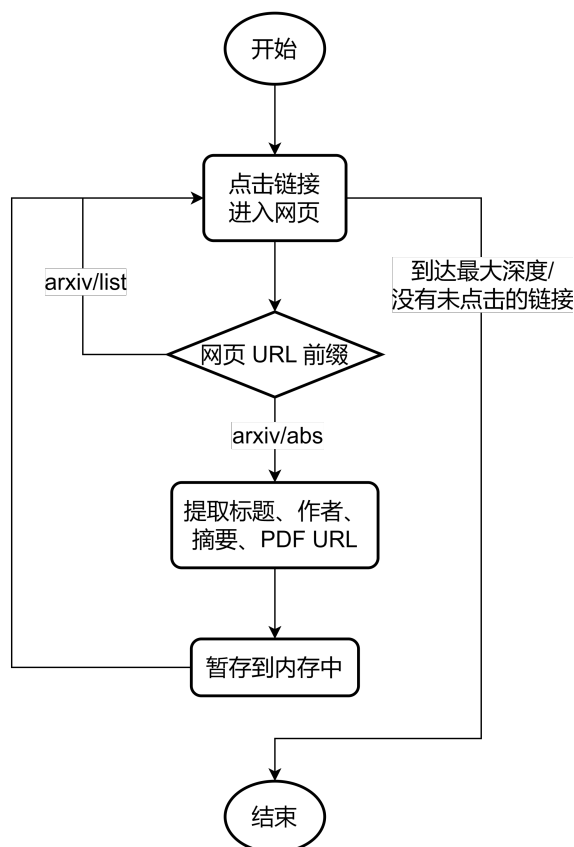 开始
点击链接
进入网页
arxiv/list
到达最大深度/
没有未点击的链接
网页 URL 前缀
arxiv/abs
提取标题、作者、
摘要、PDF URL
暂存到内存中
结束